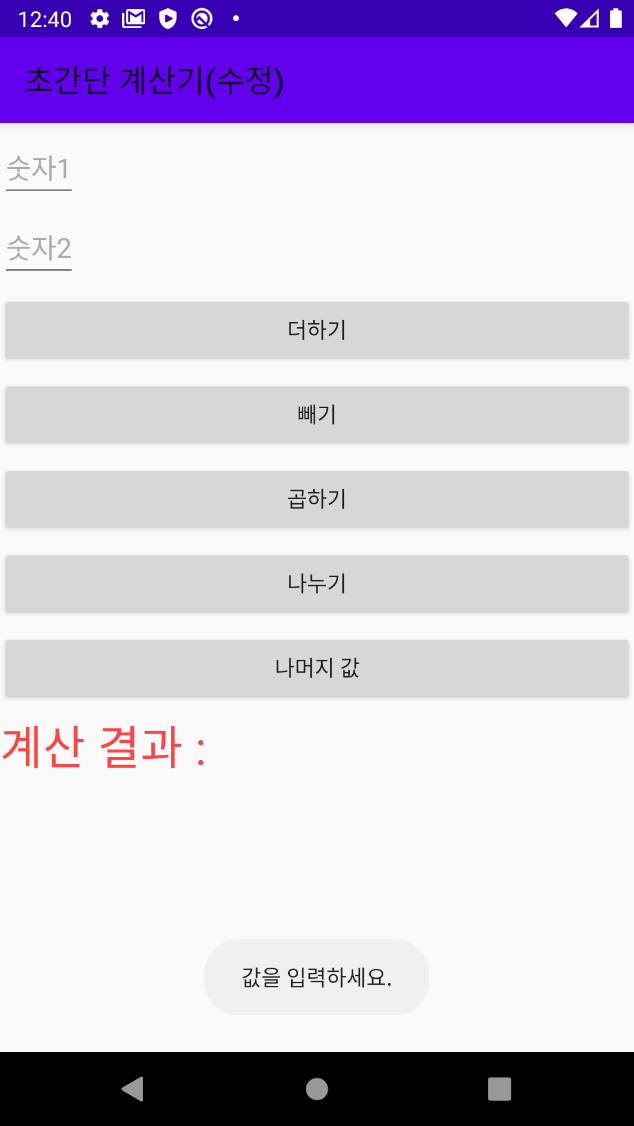 12:40
초간단 계산기(수정)
숫자1
숫자2
더하기
빼기
곱하기
나누기
나머지 값
계산 결과 :
값을 입력하세요.